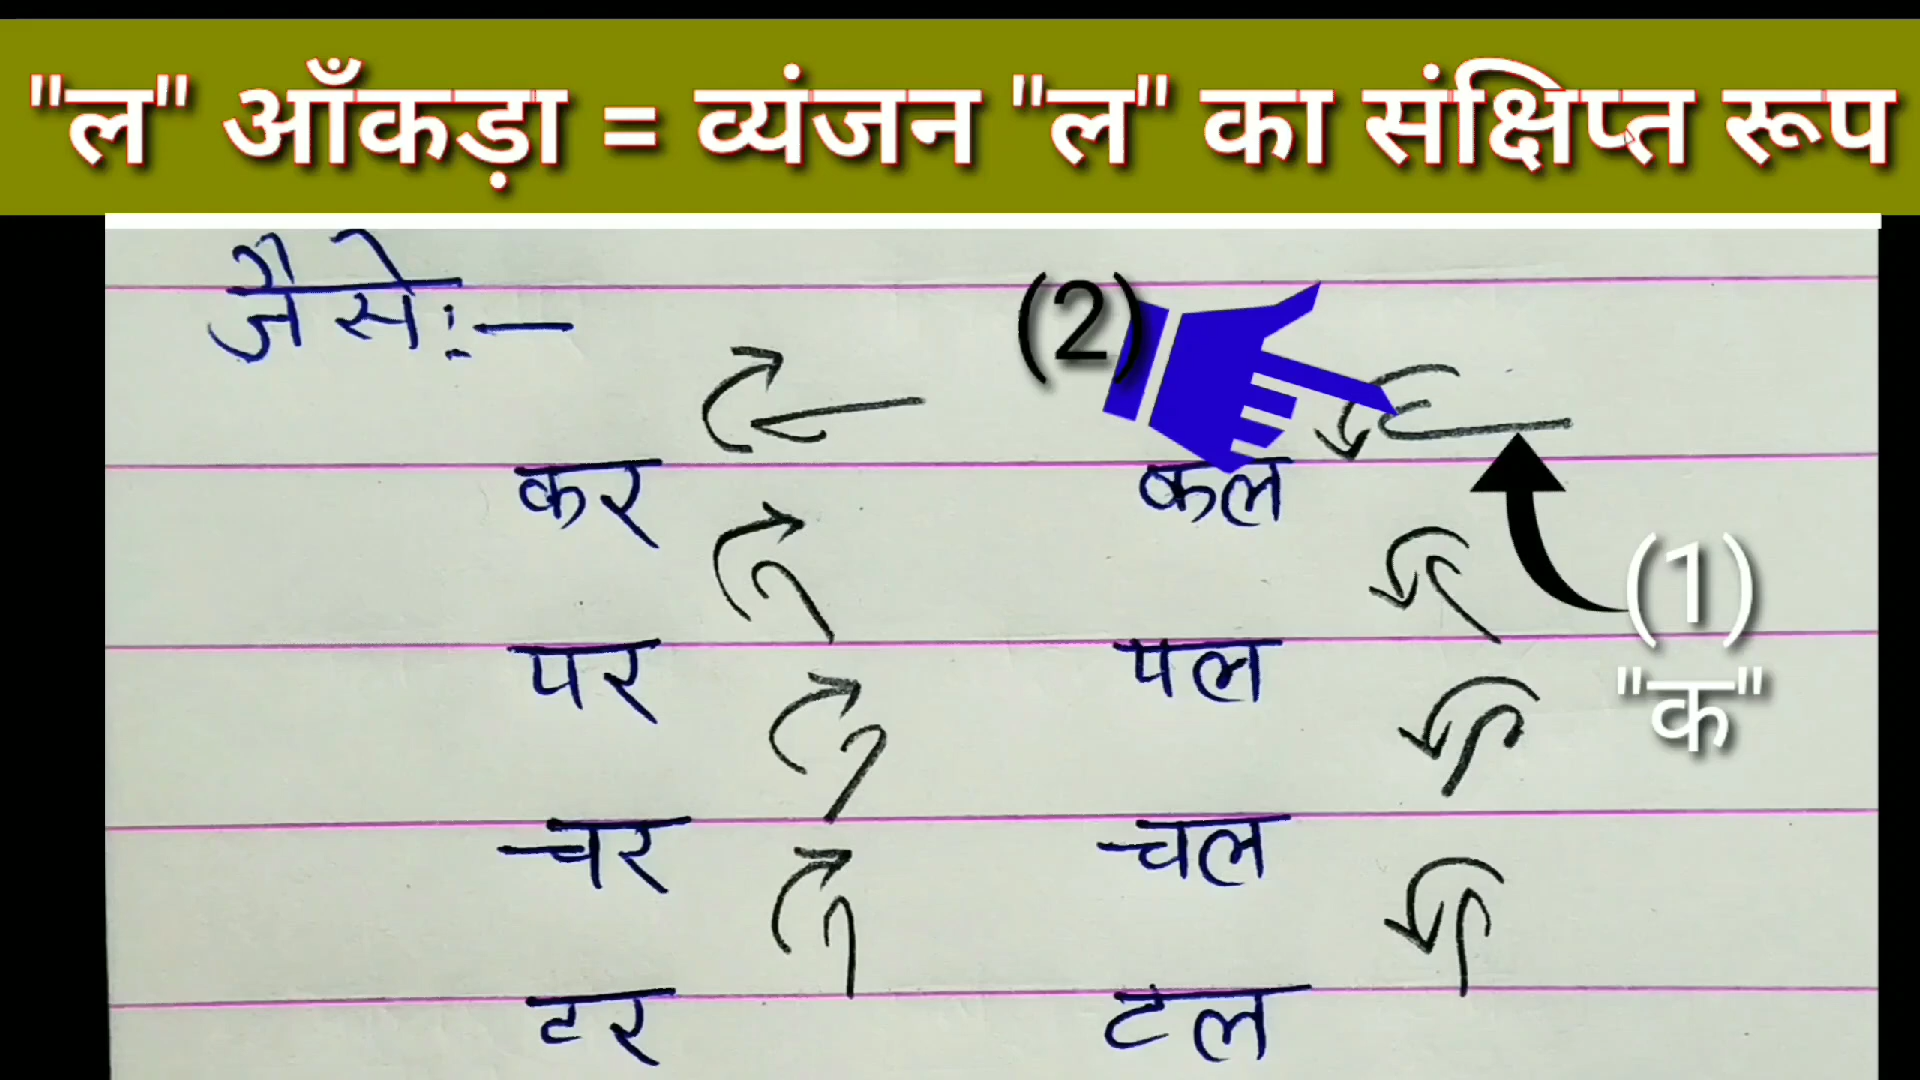 "ल" आँकड़ा = व्यंजन "ल" का संक्षिप्त रूप
जैसे:—
(2)
कर कल
(1)
"क"
पर पल
चर चल
टर टल